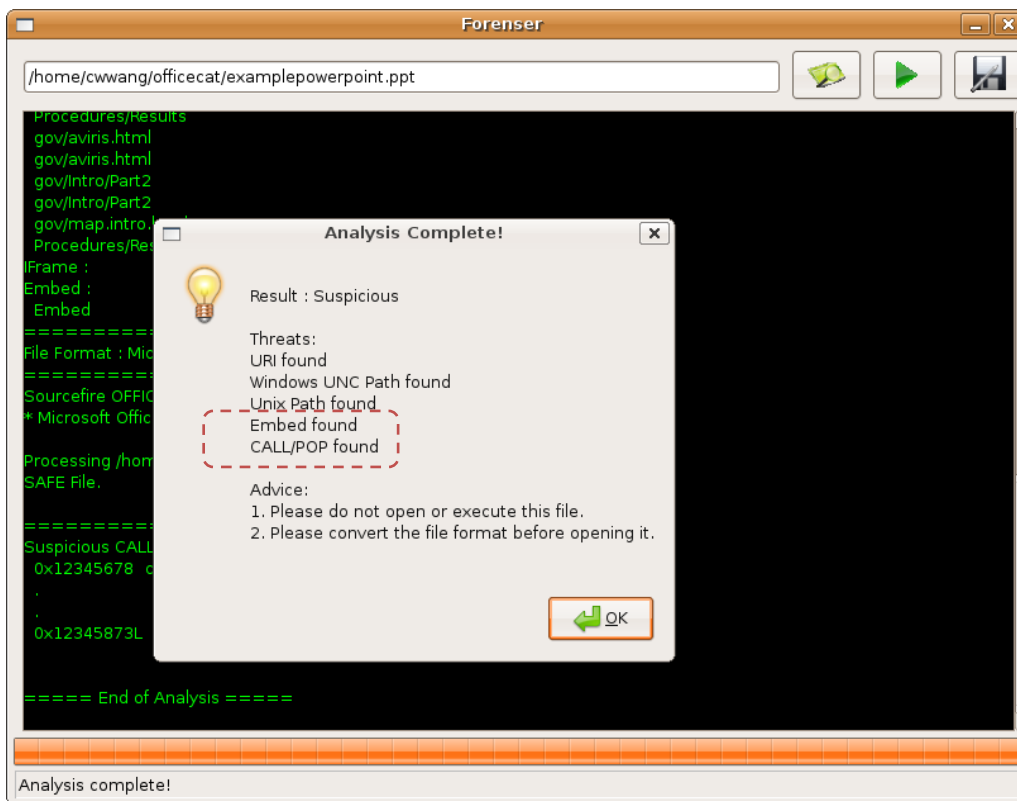 Forenser
/home/cwwang/officecat/examplepowerpoint.ppt
Procedures/Results
gov/aviris.html
gov/aviris.html
gov/Intro/Part2
gov/Intro/Part2
gov/map.intro.
Procedures/Res
IFrame :
Embed :
Embed
==========
File Format : Mic
==========
Sourcefire OFFIC
* Microsoft Offic
Processing /hom
SAFE File.
==========
Suspicious CALL
0x12345678 c
.
.
0x12345873L
===== End of Analysis =====
Analysis Complete!
Result : Suspicious
Threats:
URI found
Windows UNC Path found
Unix Path found
Embed found
CALL/POP found
Advice:
1. Please do not open or execute this file.
2. Please convert the file format before opening it.
OK
Analysis complete!